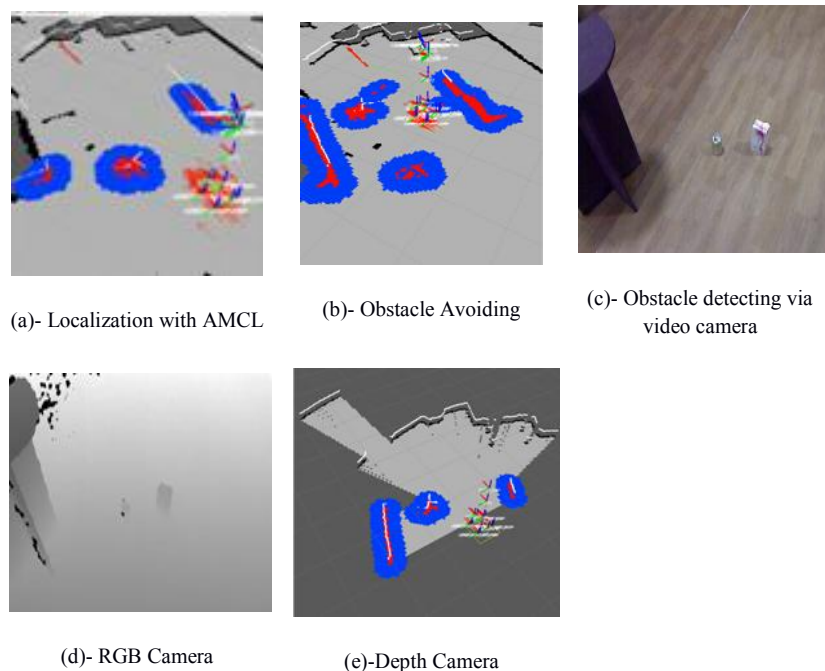 (a)- Localization with AMCL
(b)- Obstacle Avoiding
(c)- Obstacle detecting via
video camera
(d)- RGB Camera
(e)-Depth Camera